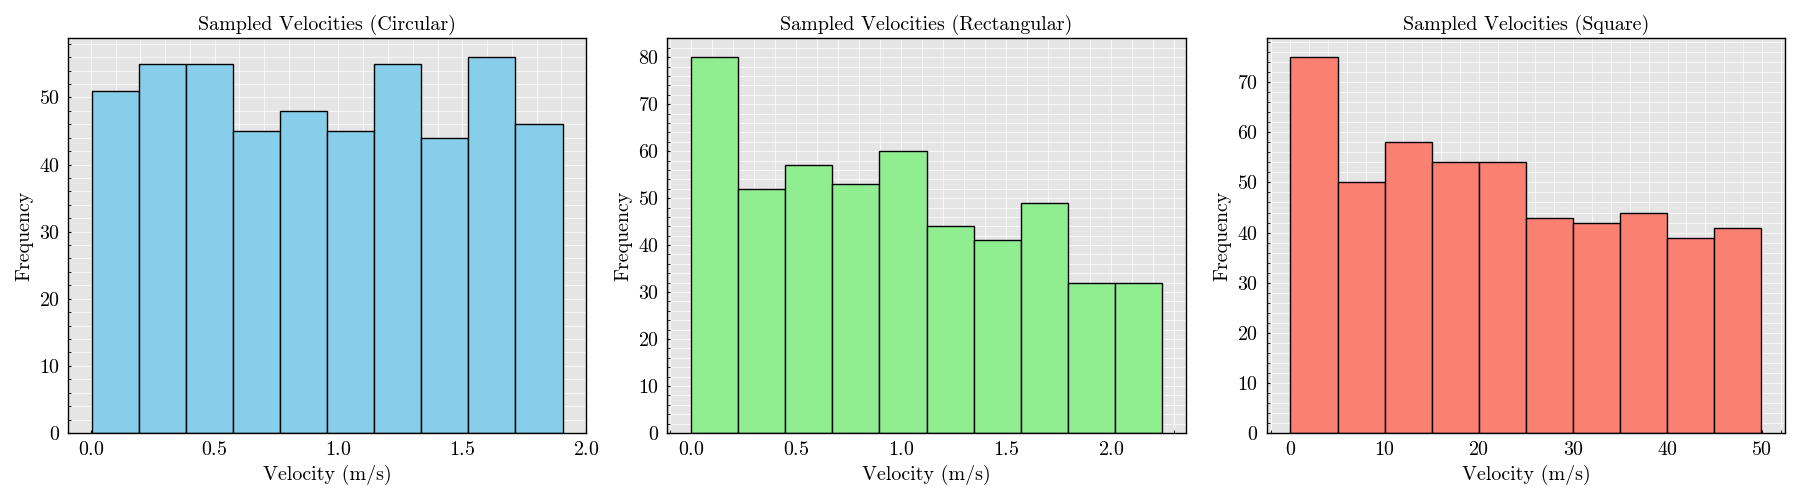 Sampled Velocities (Circular)
Frequency
50
40
30
20
10
0
0.0 0.5 1.0 1.5 2.0
Velocity (m/s)
Sampled Velocities (Rectangular)
Frequency
80
70
60
50
40
30
20
10
0
0.0 0.5 1.0 1.5 2.0
Velocity (m/s)
Sampled Velocities (Square)
Frequency
70
60
50
40
30
20
10
0
0 10 20 30 40 50
Velocity (m/s)